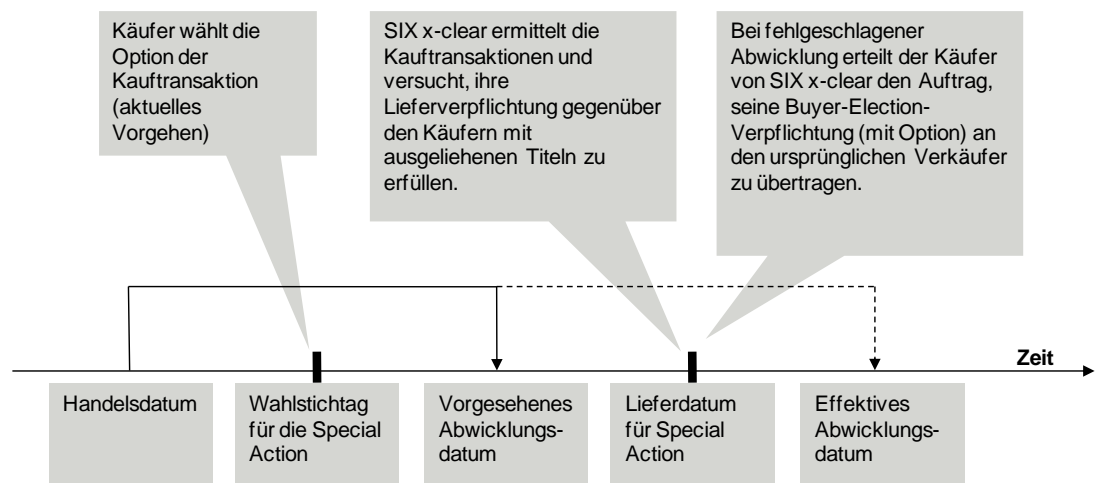 Käufer wählt die
Option der
Kauftransaktion
(aktuelles
Vorgehen)
SIX x-clear ermittelt die
Kauftransaktionen und
versucht, ihre
Lieferverpflichtung gegenüber
den Käufern mit
ausgeliehenen Titeln zu
erfüllen.
Bei fehlgeschlagener
Abwicklung erteilt der Käufer
von SIX x-clear den Auftrag,
seine Buyer-Election-
Verpflichtung (mit Option) an
den ursprünglichen Verkäufer
zu übertragen.
Zeit
Handelsdatum
Wahlstichtag
für die Special
Action
Vorgesehenes
Abwicklungs-
datum
Lieferdatum
für Special
Action
Effektives
Abwicklungs-
datum